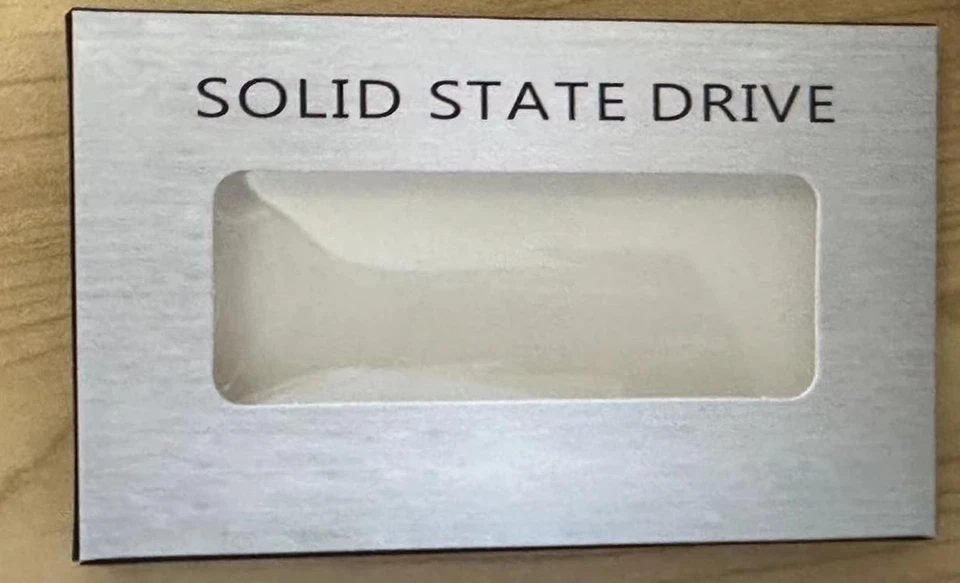 SOLID STATE DRIVE